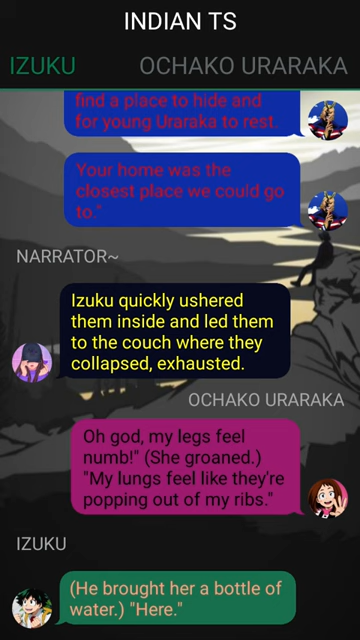 INDIAN TS
IZUKU OCHAKO URARAKA
find a place to hide and
for young Uraraka to rest.
Your home was the
closest place we could go
to."
NARRATOR~
Izuku quickly ushered
them inside and led them
to the couch where they
collapsed, exhausted.
OCHAKO URARAKA
Oh god, my legs feel
numb!" (She groaned.)
"My lungs feel like they're
popping out of my ribs."
IZUKU
(He brought her a bottle of
water.) "Here."